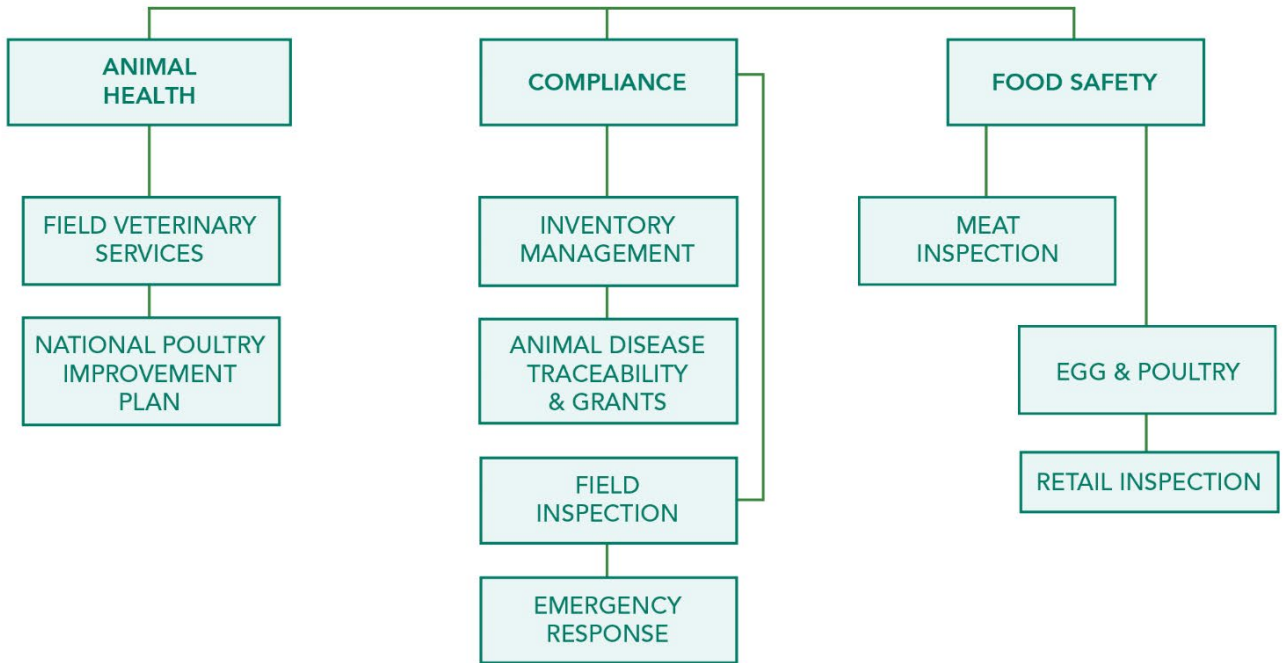 ANIMAL
HEALTH
FIELD VETERINARY
SERVICES
NATIONAL POULTRY
IMPROVEMENT
PLAN
COMPLIANCE
INVENTORY
MANAGEMENT
ANIMAL DISEASE
TRACEABILITY
& GRANTS
FIELD
INSPECTION
EMERGENCY
RESPONSE
FOOD SAFETY
MEAT
INSPECTION
EGG & POULTRY
RETAIL INSPECTION